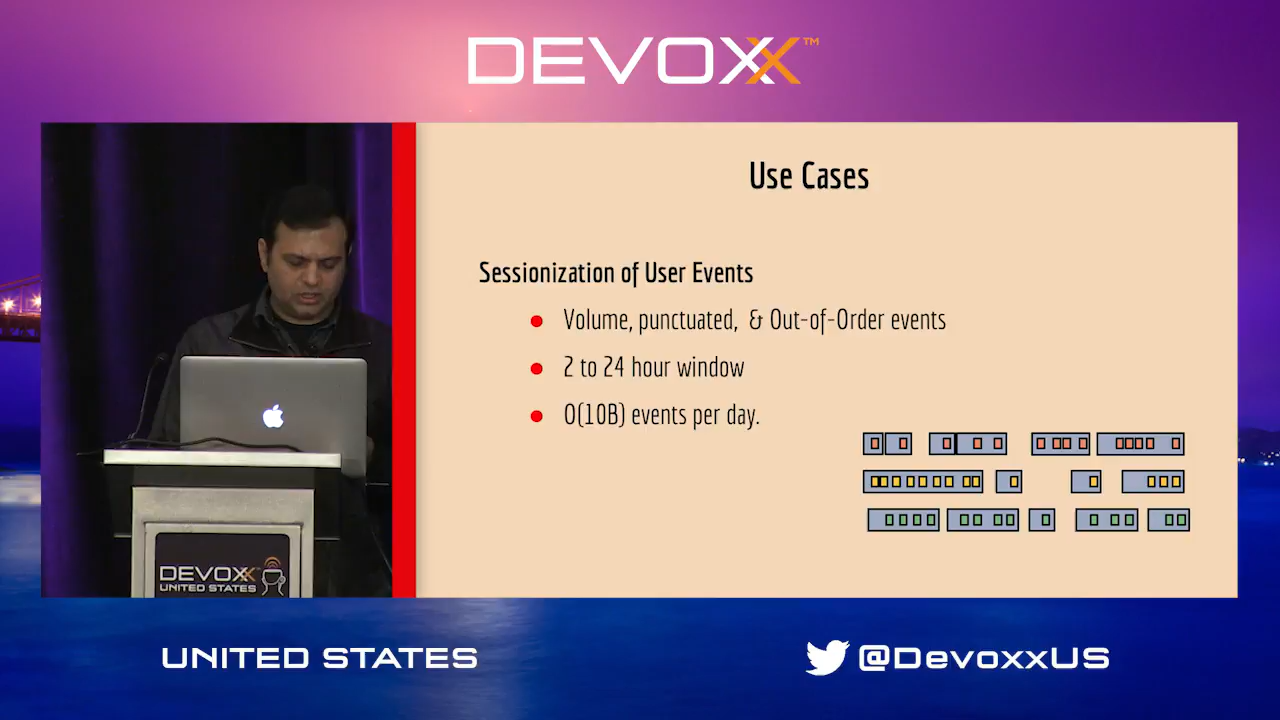 DEVOXX™
Use Cases
Sessionization of User Events
Volume, punctuated, & Out-of-Order events
2 to 24 hour window
O(10B) events per day.
DEVOXX
UNITED STATES
UNITED STATES
@DevoxxUS